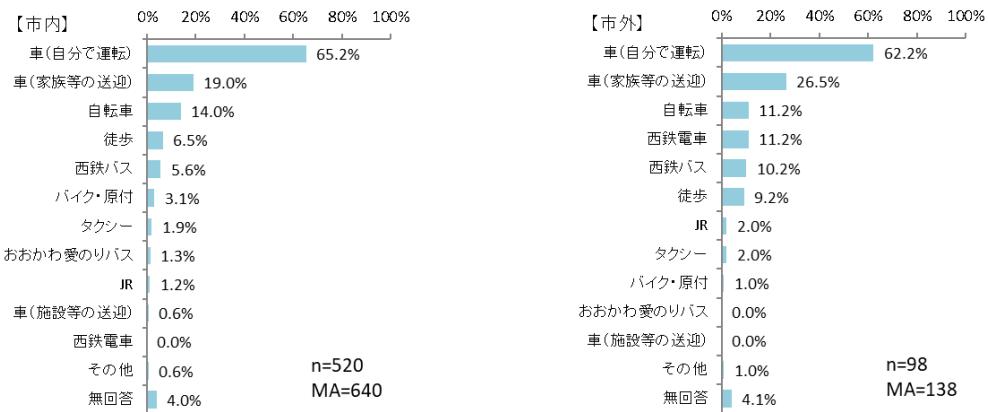 【市内】
0% 20% 40% 60% 80% 100%
車(自分で運転) 65.2%
車(家族等の送迎) 19.0%
自転車 14.0%
徒歩 6.5%
西鉄バス 5.6%
バイク・原付 3.1%
タクシー 1.9%
おおかわ愛のりバス 1.3%
JR 1.2%
車(施設等の送迎) 0.6%
西鉄電車 0.0%
その他 0.6%
無回答 4.0%
n=520
MA=640
【市外】
0% 20% 40% 60% 80% 100%
車(自分で運転) 62.2%
車(家族等の送迎) 26.5%
自転車 11.2%
西鉄電車 11.2%
西鉄バス 10.2%
徒歩 9.2%
JR 2.0%
タクシー 2.0%
バイク・原付 1.0%
おおかわ愛のりバス 0.0%
車(施設等の送迎) 0.0%
その他 1.0%
無回答 4.1%
n=98
MA=138